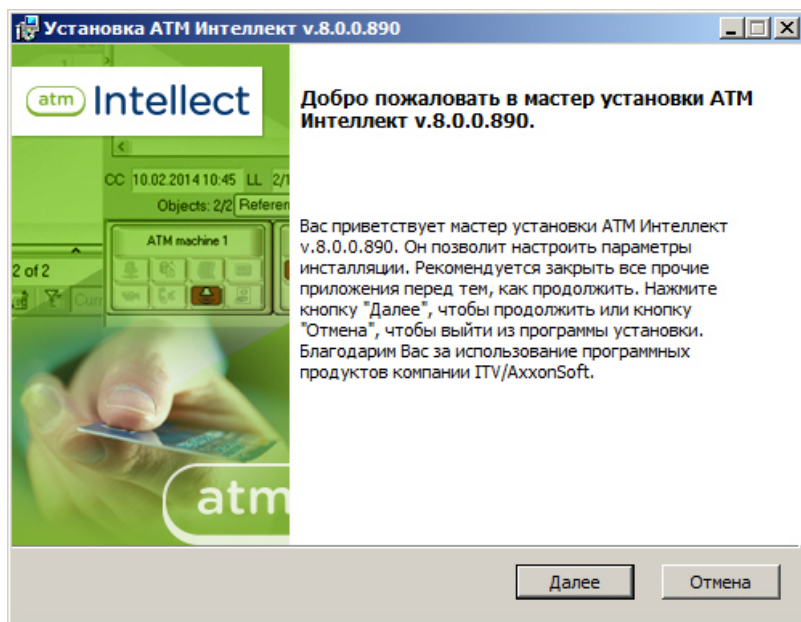 Установка АТМ Интеллект v.8.0.0.890
atm Intellect
CC 10.02.2014 10:45 LL 2/1
Objects: 2/2 Referen
ATM machine 1
2 of 2
Curr
atm
Добро пожаловать в мастер установки АТМ
Интеллект v.8.0.0.890.
Вас приветствует мастер установки АТМ Интеллект
v.8.0.0.890. Он позволит настроить параметры
инсталляции. Рекомендуется закрыть все прочие
приложения перед тем, как продолжить. Нажмите
кнопку "Далее", чтобы продолжить или кнопку
"Отмена", чтобы выйти из программы установки.
Благодарим Вас за использование программных
продуктов компании ITV/AxxonSoft.
Далее
Отмена